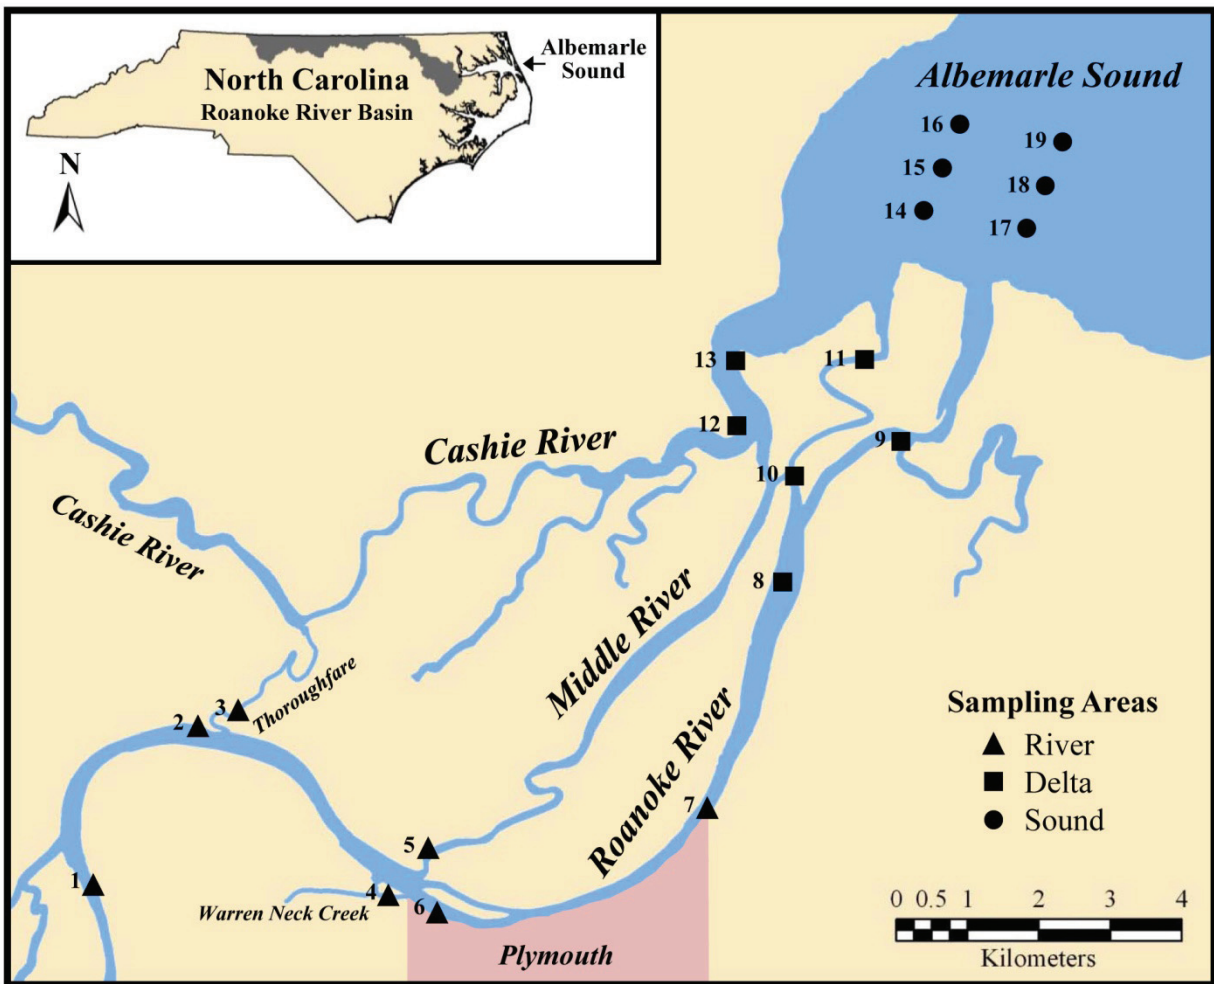 North Carolina
Roanoke River Basin
Albemarle
Sound
N
Albemarle Sound
16
19
15
18
14
17
13
11
12
Cashie River
9
10
Cashie River
8
Middle River
Thoroughfare
3
2
Roanoke River
7
5
1
4
Warren Neck Creek
6
Plymouth
Sampling Areas
River
Delta
Sound
0 0.5 1 2 3 4
Kilometers